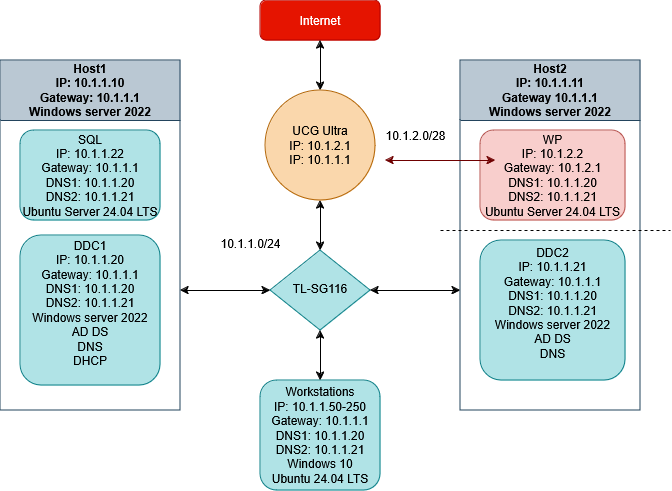 Internet
Host1
IP: 10.1.1.10
Gateway: 10.1.1.1
Windows server 2022
SQL
IP: 10.1.1.22
Gateway: 10.1.1.1
DNS1: 10.1.1.20
DNS2: 10.1.1.21
Ubuntu Server 24.04 LTS
DDC1
IP: 10.1.1.20
Gateway: 10.1.1.1
DNS1: 10.1.1.20
DNS2: 10.1.1.21
Windows server 2022
AD DS
DNS
DHCP
UCG Ultra
IP: 10.1.2.1
IP: 10.1.1.1
10.1.2.0/28
10.1.1.0/24
TL-SG116
Workstations
IP: 10.1.1.50-250
Gateway: 10.1.1.1
DNS1: 10.1.1.20
DNS2: 10.1.1.21
Windows 10
Ubuntu 24.04 LTS
Host2
IP: 10.1.1.11
Gateway 10.1.1.1
Windows server 2022
WP
IP: 10.1.2.2
Gateway: 10.1.2.1
DNS1: 10.1.1.20
DNS2: 10.1.1.21
Ubuntu Server 24.04 LTS
DDC2
IP: 10.1.1.21
Gateway: 10.1.1.1
DNS1: 10.1.1.20
DNS2: 10.1.1.21
Windows server 2022
AD DS
DNS